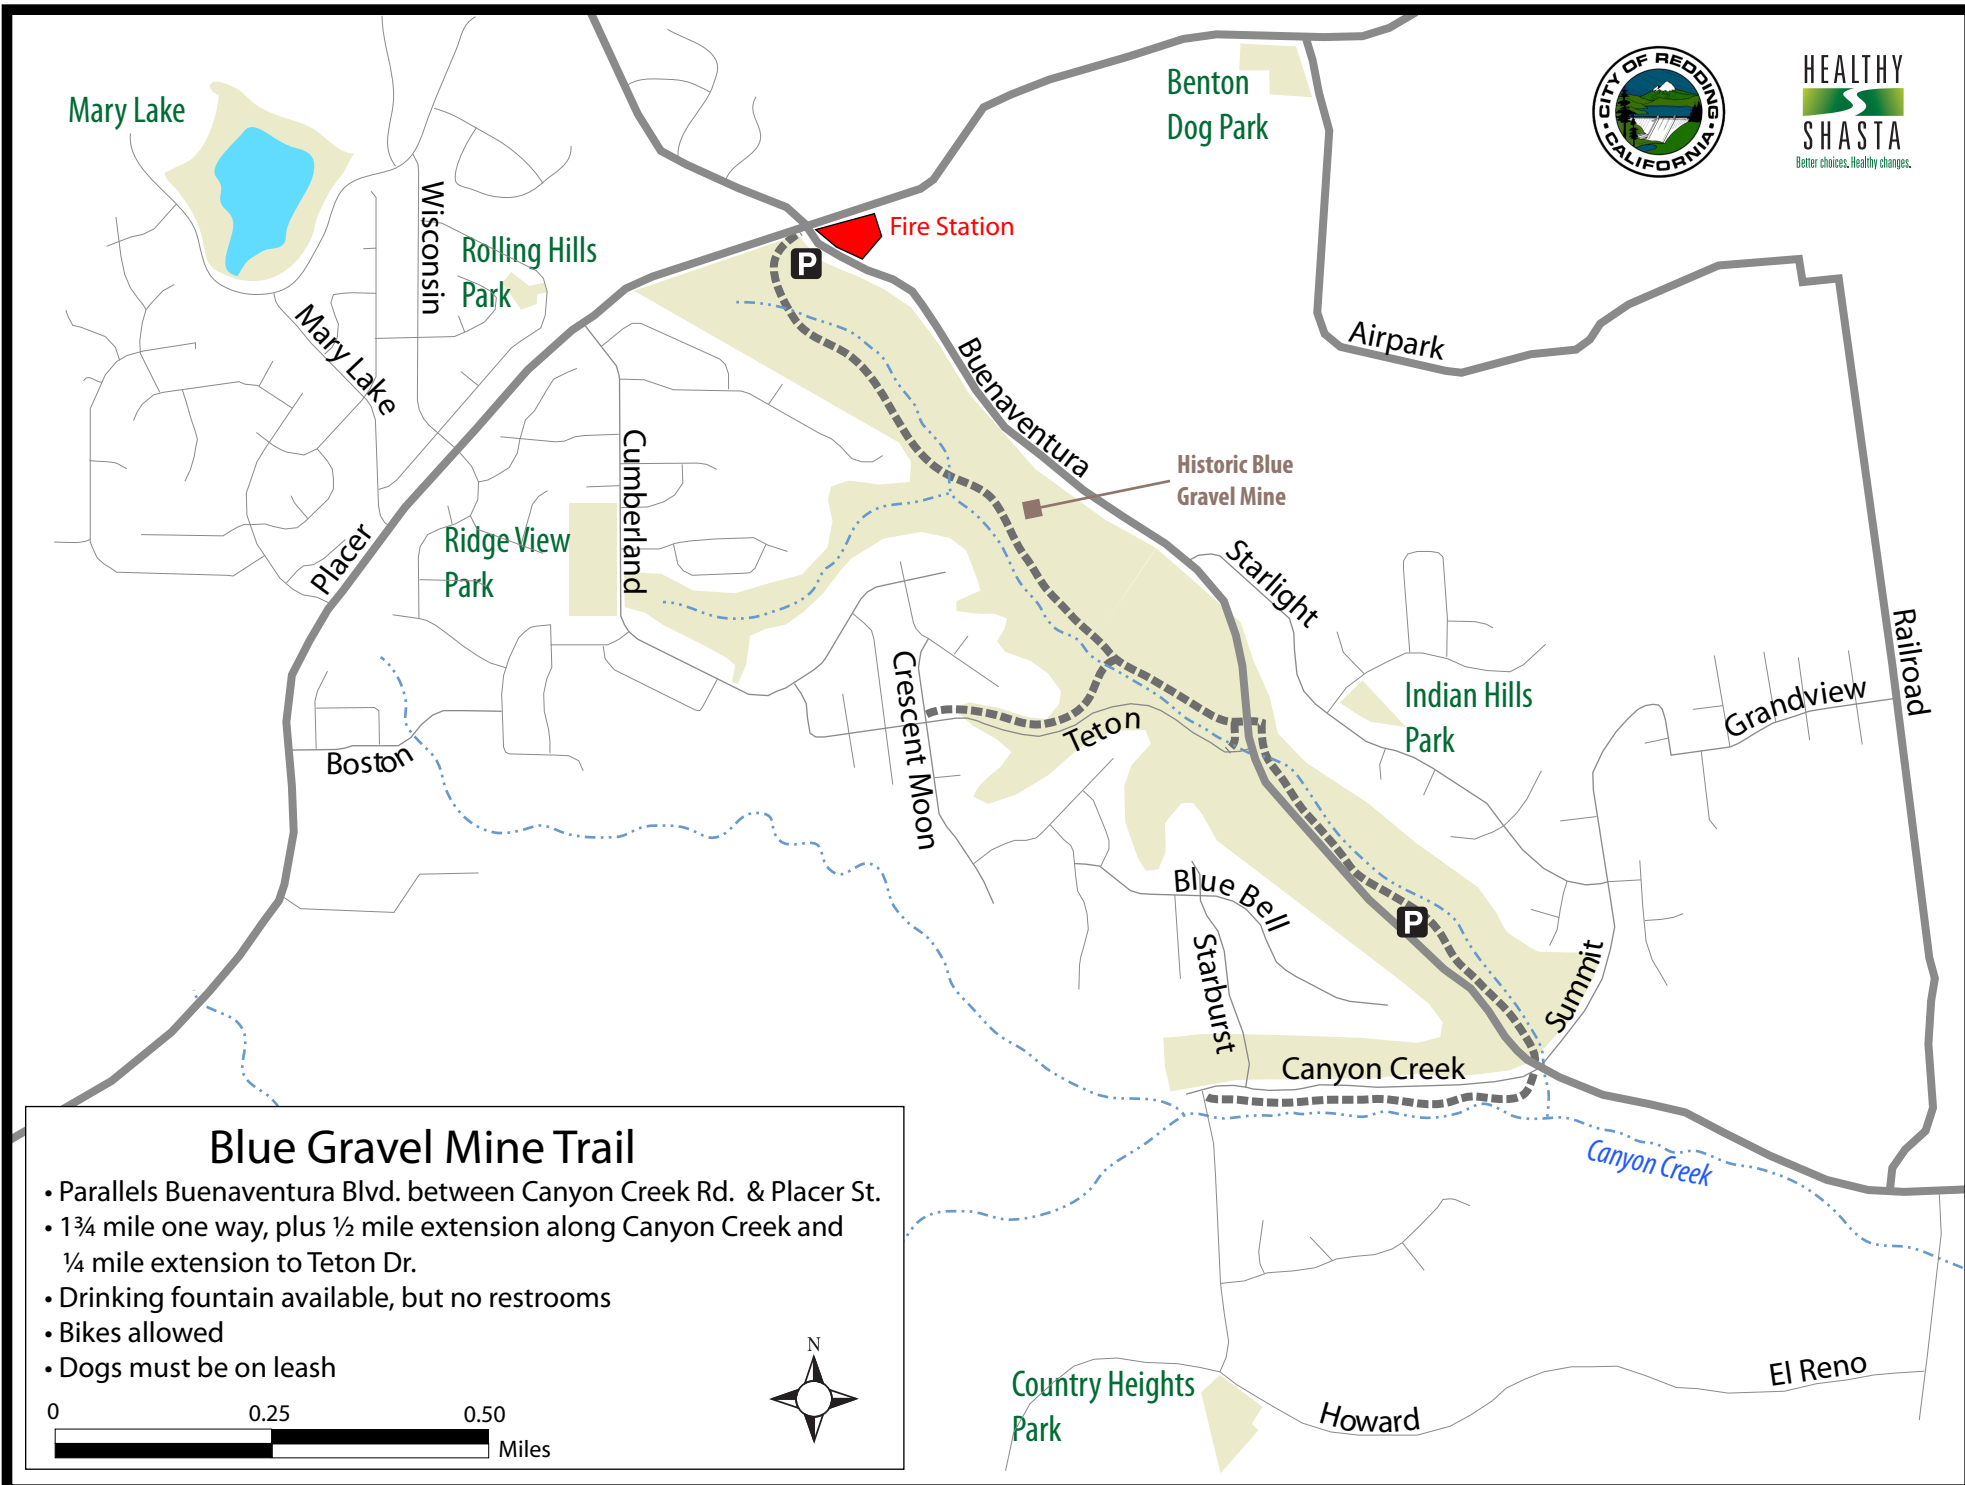 Mary Lake
Benton
Dog Park
CITY OF REDDING
CALIFORNIA
HEALTHY
SHASTA
Better choices. Healthy changes.
Wisconsin
Rolling Hills
Park
P
Fire Station
Mary Lake
Buenaventura
Airpark
Historic Blue
Gravel Mine
Cumberland
Placer
Ridge View
Park
Starlight
Railroad
Crescent Moon
Indian Hills
Park
Grandview
Teton
Boston
Blue Bell
P
Starburst
Summit
Canyon Creek
Canyon Creek
Blue Gravel Mine Trail
• Parallels Buenaventura Blvd. between Canyon Creek Rd. & Placer St.
• 1¾ mile one way, plus ½ mile extension along Canyon Creek and
¼ mile extension to Teton Dr.
• Drinking fountain available, but no restrooms
• Bikes allowed
• Dogs must be on leash
N
0 0.25 0.50
Miles
Country Heights
Park
Howard
El Reno